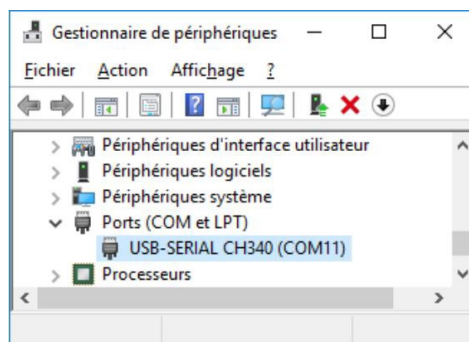 Gestionnaire de périphériques
Fichier Action Affichage ?
Périphériques d'interface utilisateur
Périphériques logiciels
Périphériques système
Ports (COM et LPT)
USB-SERIAL CH340 (COM11)
Processeurs